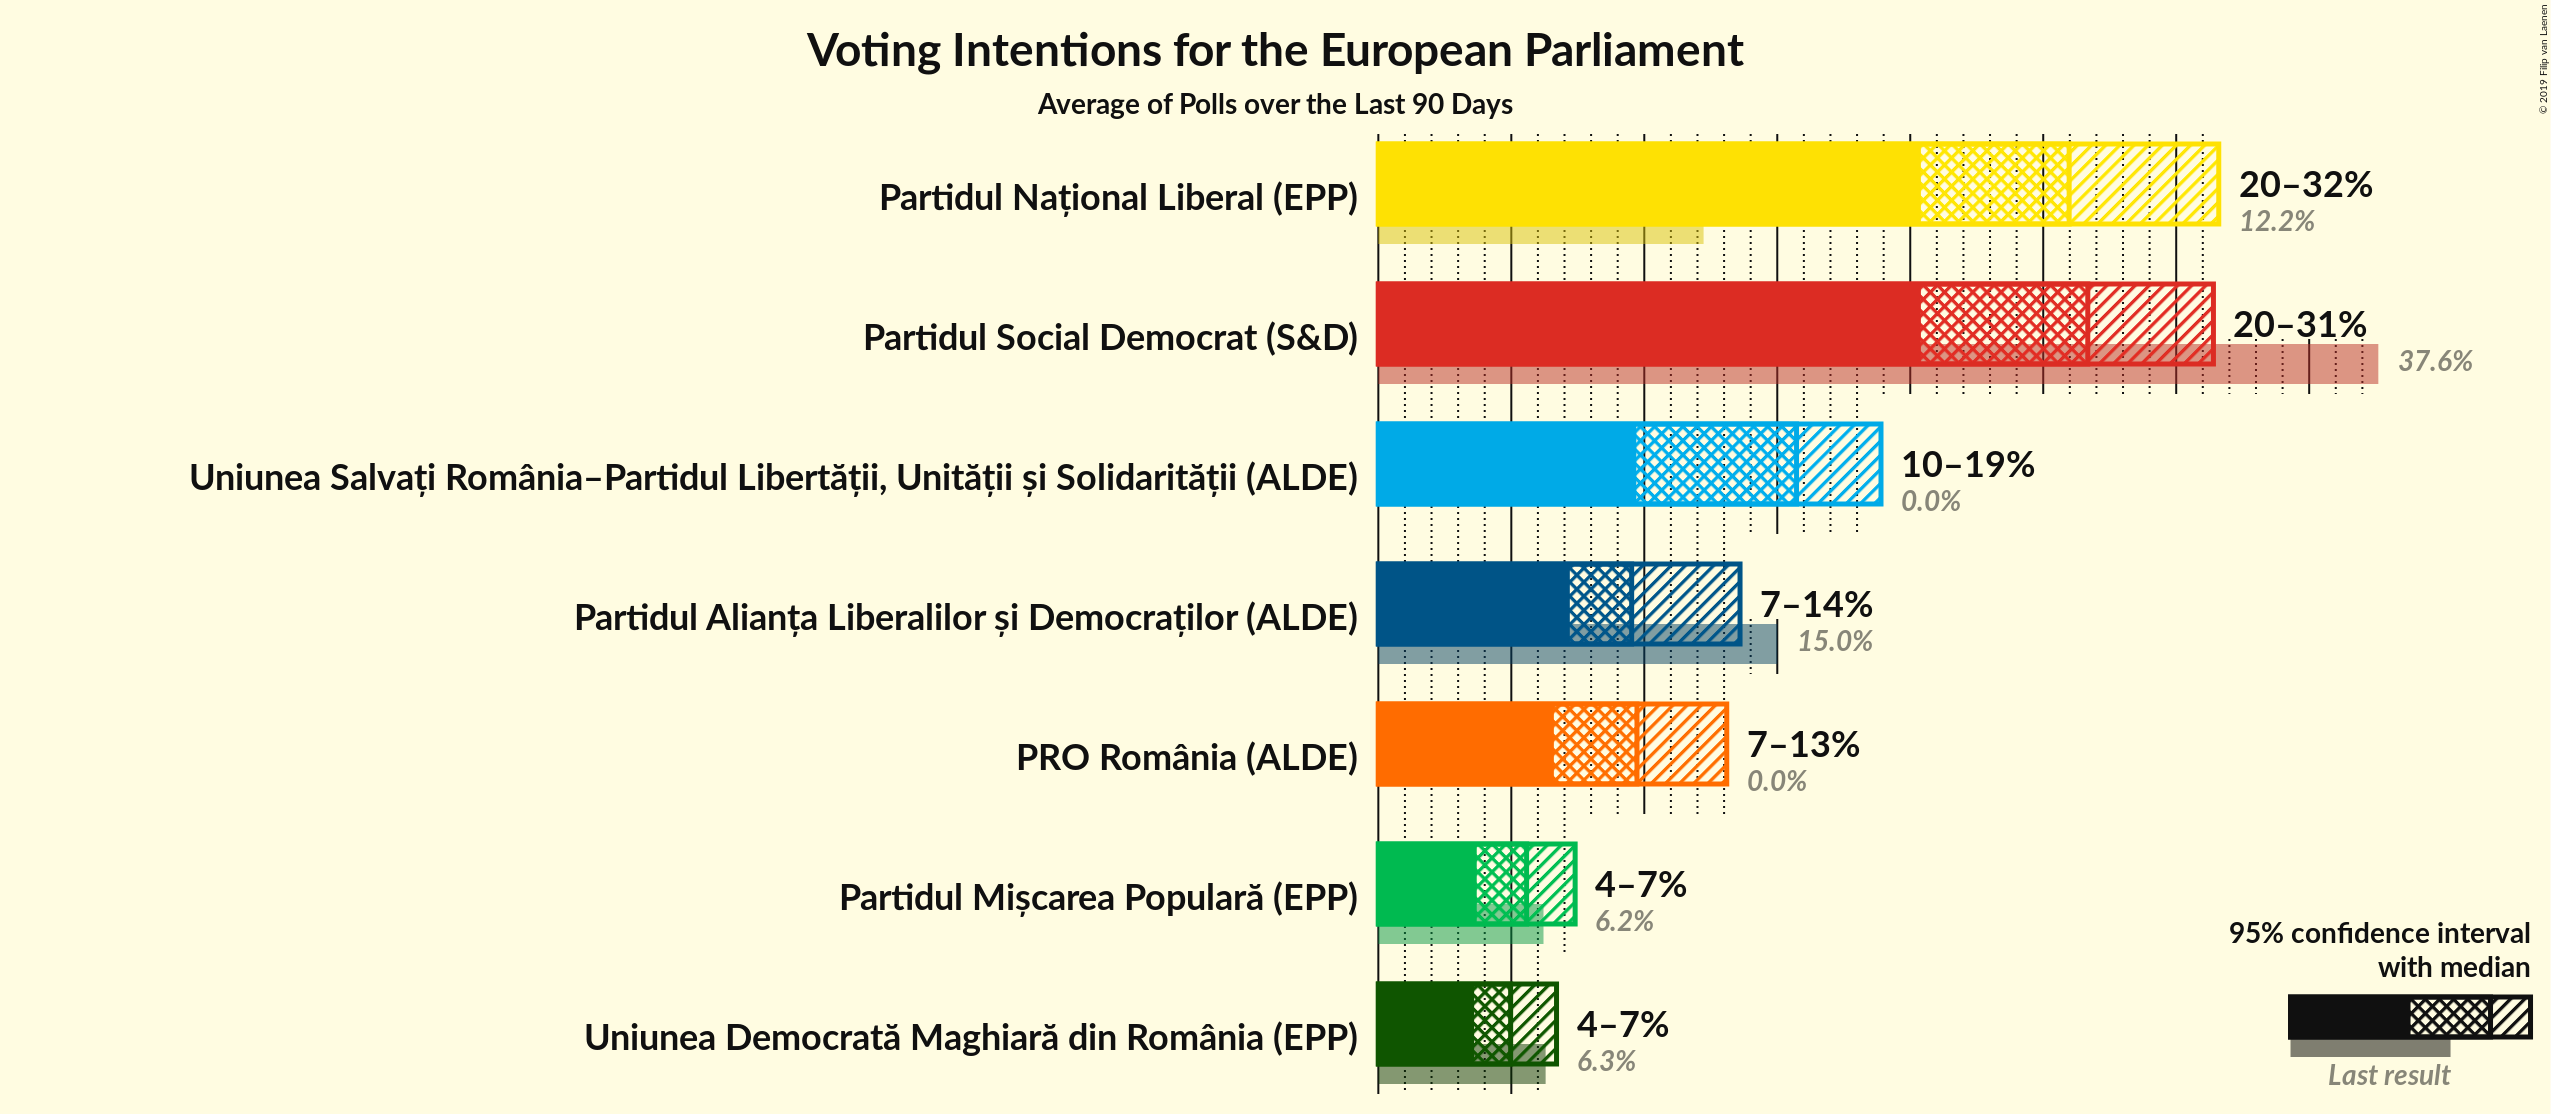 Voting Intentions for the European Parliament
Average of Polls over the Last 90 Days
© 2019 Filip van Laenen
Partidul Național Liberal (EPP)
20–32%
12.2%
Partidul Social Democrat (S&D)
20–31%
37.6%
Uniunea Salvați România–Partidul Libertății, Unității și Solidarității (ALDE)
10–19%
0.0%
Partidul Alianța Liberalilor și Democraților (ALDE)
7–14%
15.0%
PRO România (ALDE)
7–13%
0.0%
Partidul Mișcarea Populară (EPP)
4–7%
6.2%
Uniunea Democrată Maghiară din România (EPP)
4–7%
6.3%
95% confidence interval
with median
Last result